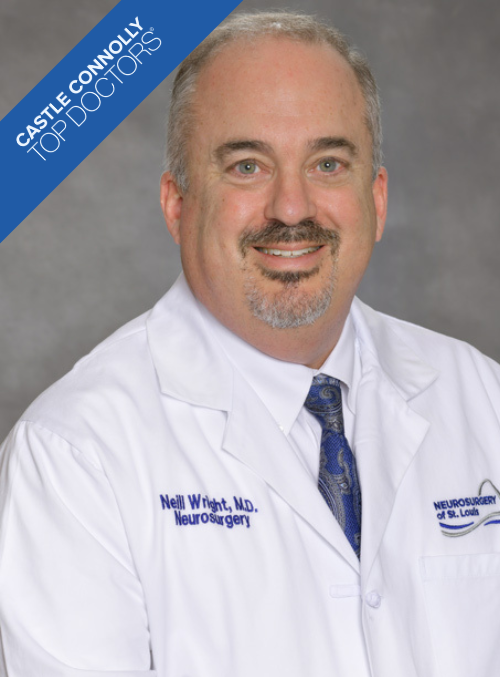 CASTLE CONNOLLY
TOP DOCTORS®
Neill Wright, M.D.
Neurosurgery
NEUROSURGERY
of St. Louis